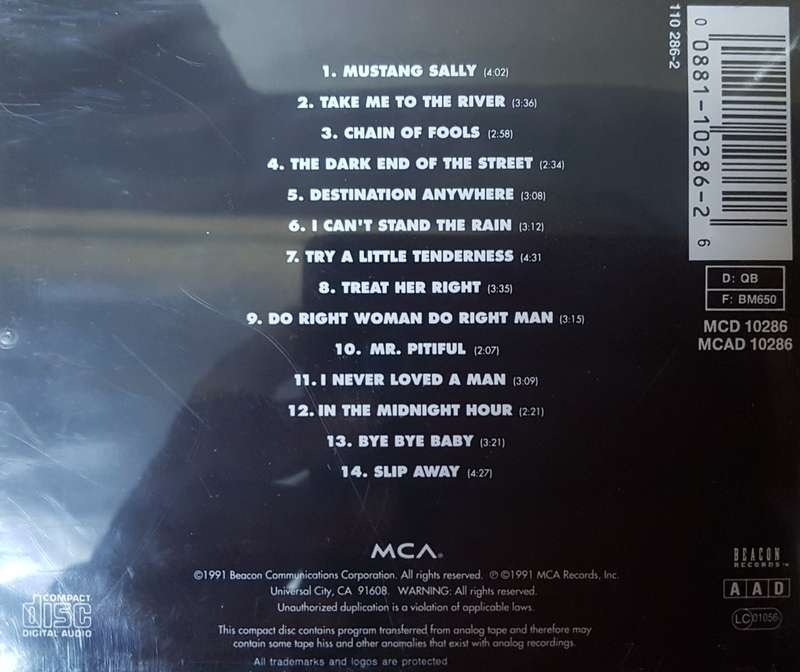 1. MUSTANG SALLY (4:02)
2. TAKE ME TO THE RIVER (3:36)
3. CHAIN OF FOOLS (2:58)
4. THE DARK END OF THE STREET (2:34)
5. DESTINATION ANYWHERE (3:08)
6. I CAN'T STAND THE RAIN (3:12)
7. TRY A LITTLE TENDERNESS (4:31
8. TREAT HER RIGHT (3:35)
9. DO RIGHT WOMAN DO RIGHT MAN (3:15)
10. MR. PITIFUL (2:07)
11. I NEVER LOVED A MAN (3:09)
12. IN THE MIDNIGHT HOUR (2:21)
13. BYE BYE BABY (3:21)
14. SLIP AWAY (4:27)
110 286-2
0 0881-10286-2 6
D: QB
F: BM650
MCD 10286
MCAD 10286
MCA®
©1991 Beacon Communications Corporation. All rights reserved. ℗©1991 MCA Records, Inc.
Universal City, CA 91608. WARNING: All rights reserved.
Unauthorized duplication is a violation of applicable laws.
This compact disc contains program transferred from analog tape and therefore may
contain some tape hiss and other anomalies that exist with analog recordings.
All trademarks and logos are protected
COMPACT
disc
DIGITAL AUDIO
BEACON
RECORDS™
AAD
LC 01056